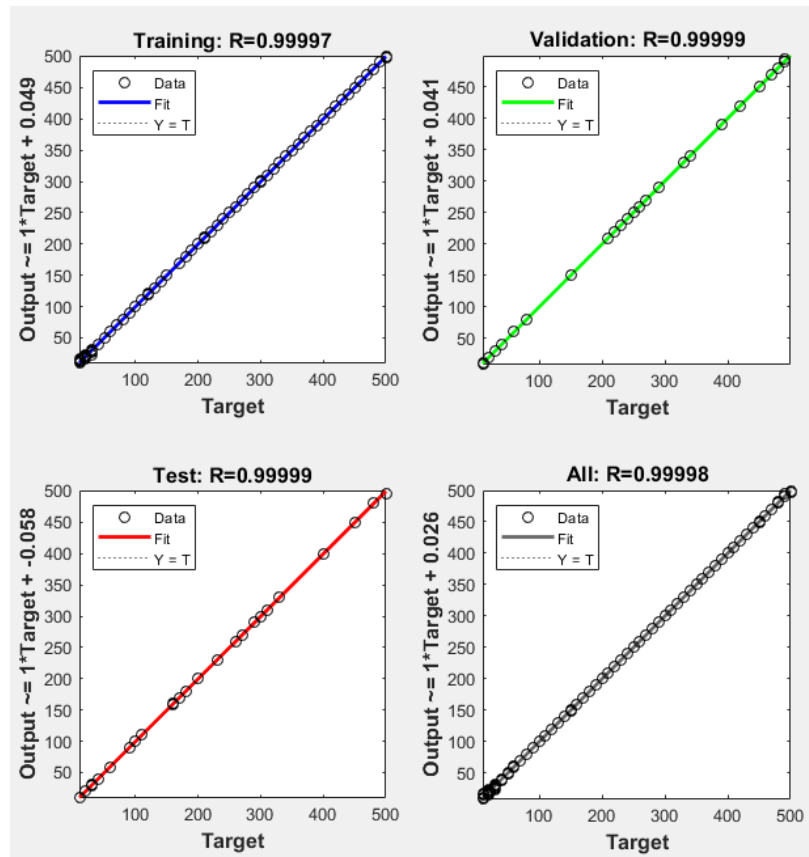 Training: R=0.99997
Output ~= 1*Target + 0.049
500
450
400
350
300
250
200
150
100
50
Data
Fit
Y = T
100
200
300
400
500
Target
Validation: R=0.99999
Output ~= 1*Target + 0.041
450
400
350
300
250
200
150
100
50
Data
Fit
Y = T
100
200
300
400
Target
Test: R=0.99999
Output ~= 1*Target + -0.058
500
450
400
350
300
250
200
150
100
50
Data
Fit
Y = T
100
200
300
400
500
Target
All: R=0.99998
Output ~= 1*Target + 0.026
500
450
400
350
300
250
200
150
100
50
Data
Fit
Y = T
100
200
300
400
500
Target